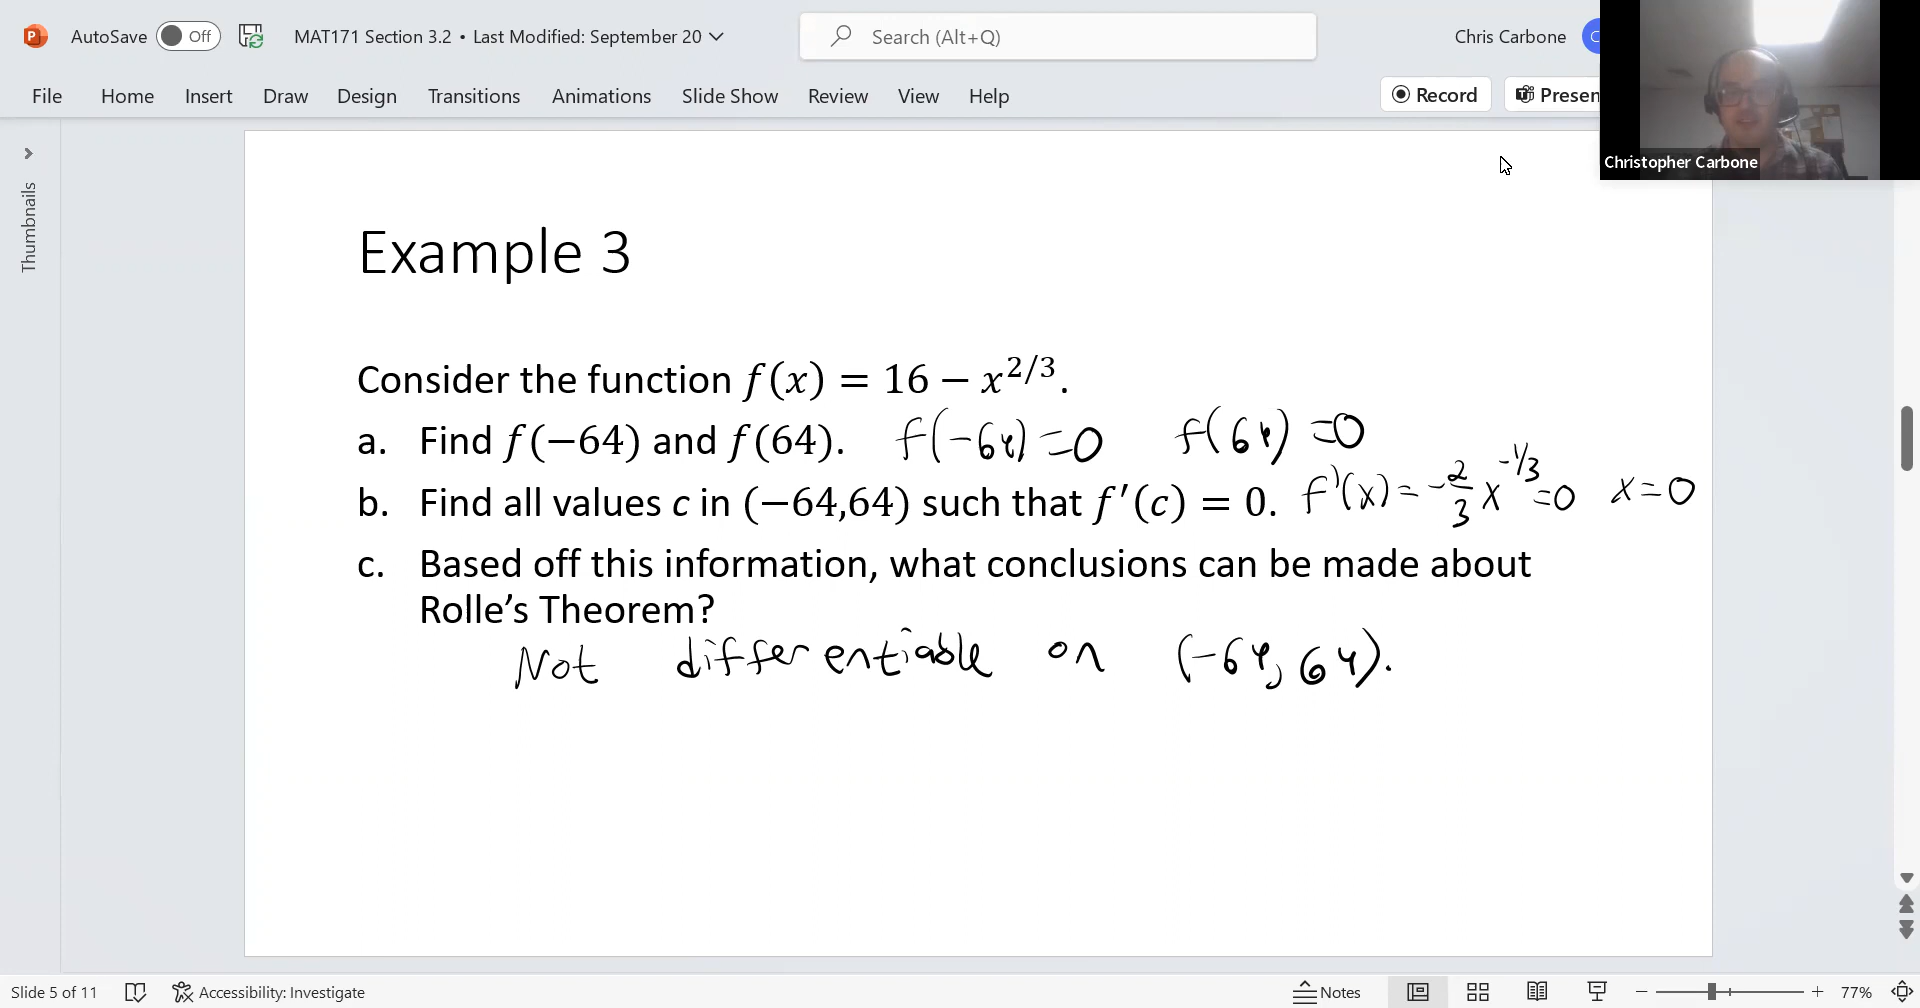 AutoSave Off MAT171 Section 3.2 • Last Modified: September 20 Search (Alt+Q) Chris Carbone
File Home Insert Draw Design Transitions Animations Slide Show Review View Help Record Presen
Christopher Carbone
Thumbnails
Example 3
Consider the function f(x) = 16 − x^{2/3}.
a. Find f(−64) and f(64). f(-64)=0 f(64)=0
b. Find all values c in (−64,64) such that f′(c) = 0. f'(x)=-2/3 x^{-1/3}=0 x=0
c. Based off this information, what conclusions can be made about
Rolle's Theorem?
Not differentiable on (-64, 64).
Slide 5 of 11 Accessibility: Investigate Notes 77%